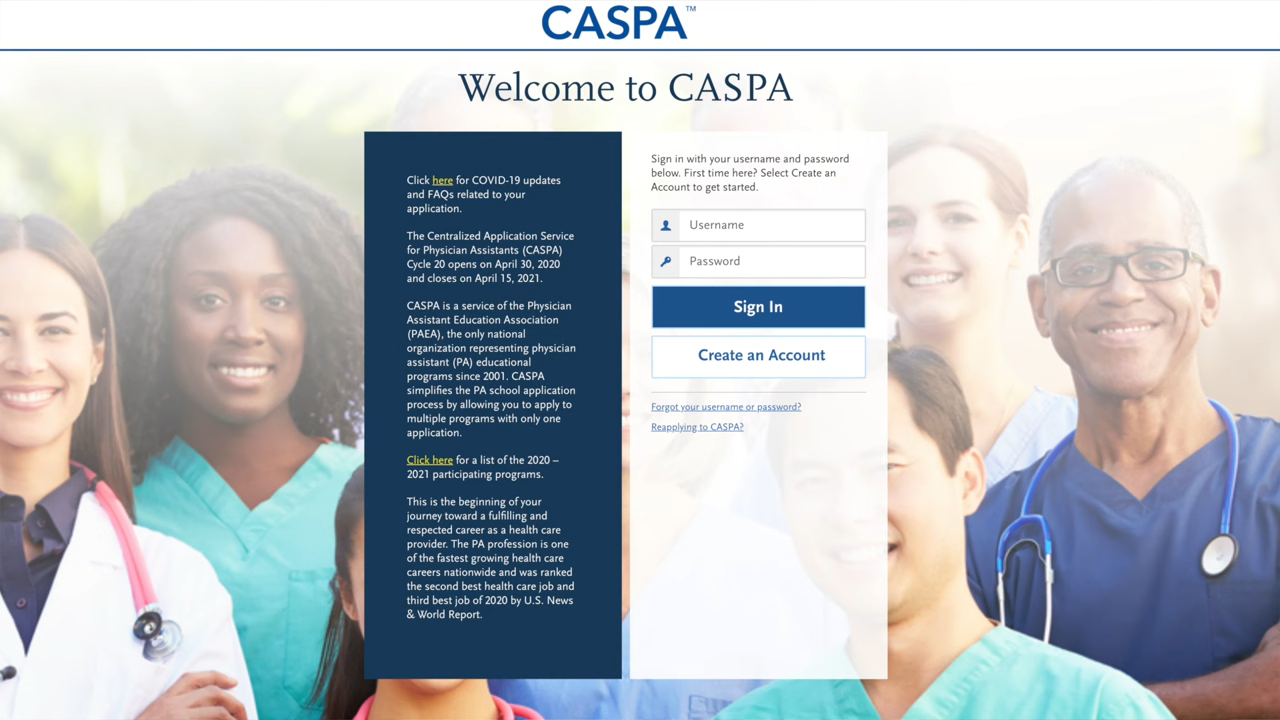 CASPA™
Welcome to CASPA
Click here for COVID-19 updates
and FAQs related to your
application.
The Centralized Application Service
for Physician Assistants (CASPA)
Cycle 20 opens on April 30, 2020
and closes on April 15, 2021.
CASPA is a service of the Physician
Assistant Education Association
(PAEA), the only national
organization representing physician
assistant (PA) educational
programs since 2001. CASPA
simplifies the PA school application
process by allowing you to apply to
multiple programs with only one
application.
Click here for a list of the 2020 –
2021 participating programs.
This is the beginning of your
journey toward a fulfilling and
respected career as a health care
provider. The PA profession is one
of the fastest growing health care
careers nationwide and was ranked
the second best health care job and
third best job of 2020 by U.S. News
& World Report.
Sign in with your username and password
below. First time here? Select Create an
Account to get started.
Username
Password
Sign In
Create an Account
Forgot your username or password?
Reapplying to CASPA?